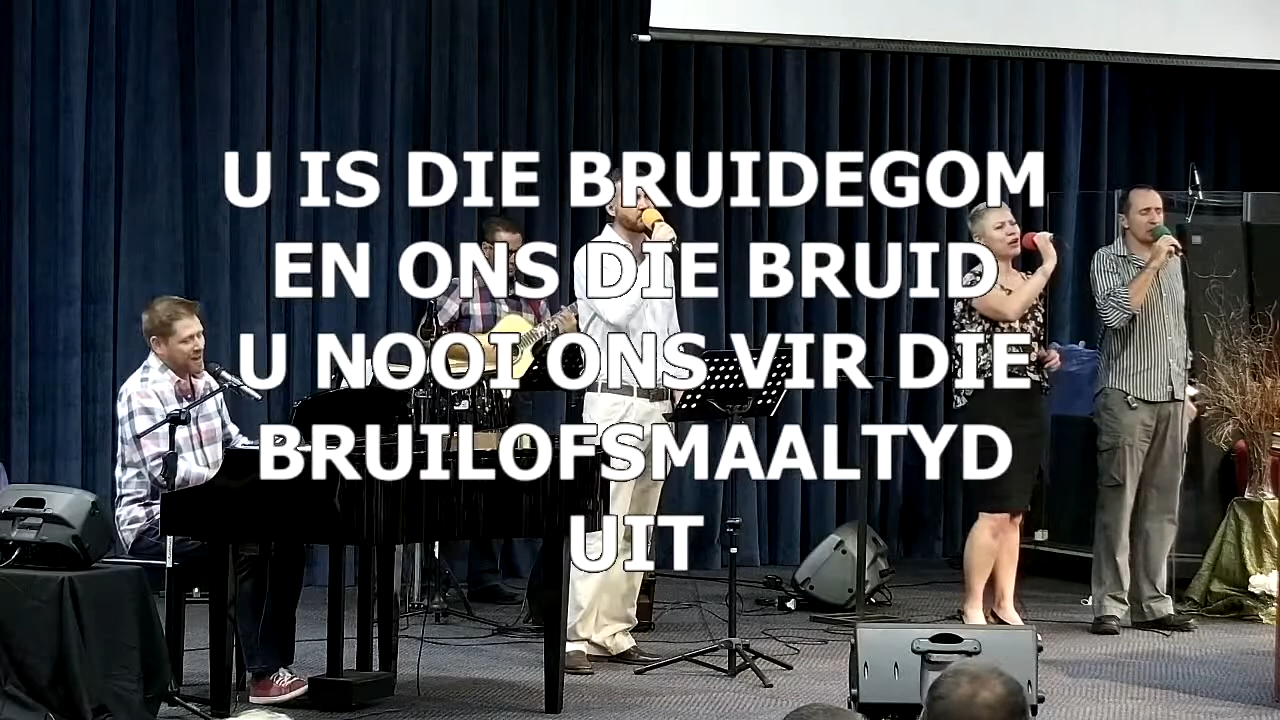 U IS DIE BRUIDEGOM
EN ONS DIE BRUID
U NOOI ONS VIR DIE
BRUILOFSMAALTYD
UIT